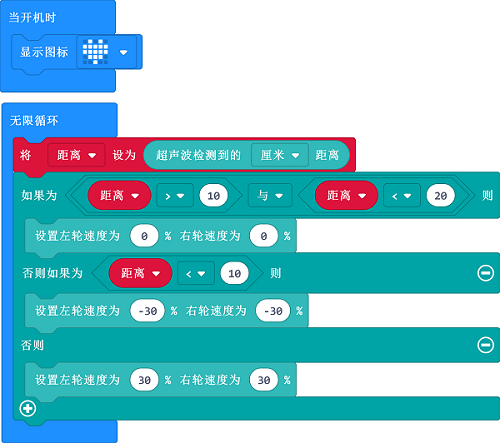 当开机时
显示图标
无限循环
将 距离 设为 超声波检测到的 厘米 距离
如果为 距离 > 10 与 距离 < 20 则
设置左轮速度为 0 % 右轮速度为 0 %
否则如果为 距离 < 10 则
设置左轮速度为 -30 % 右轮速度为 -30 %
否则
设置左轮速度为 30 % 右轮速度为 30 %